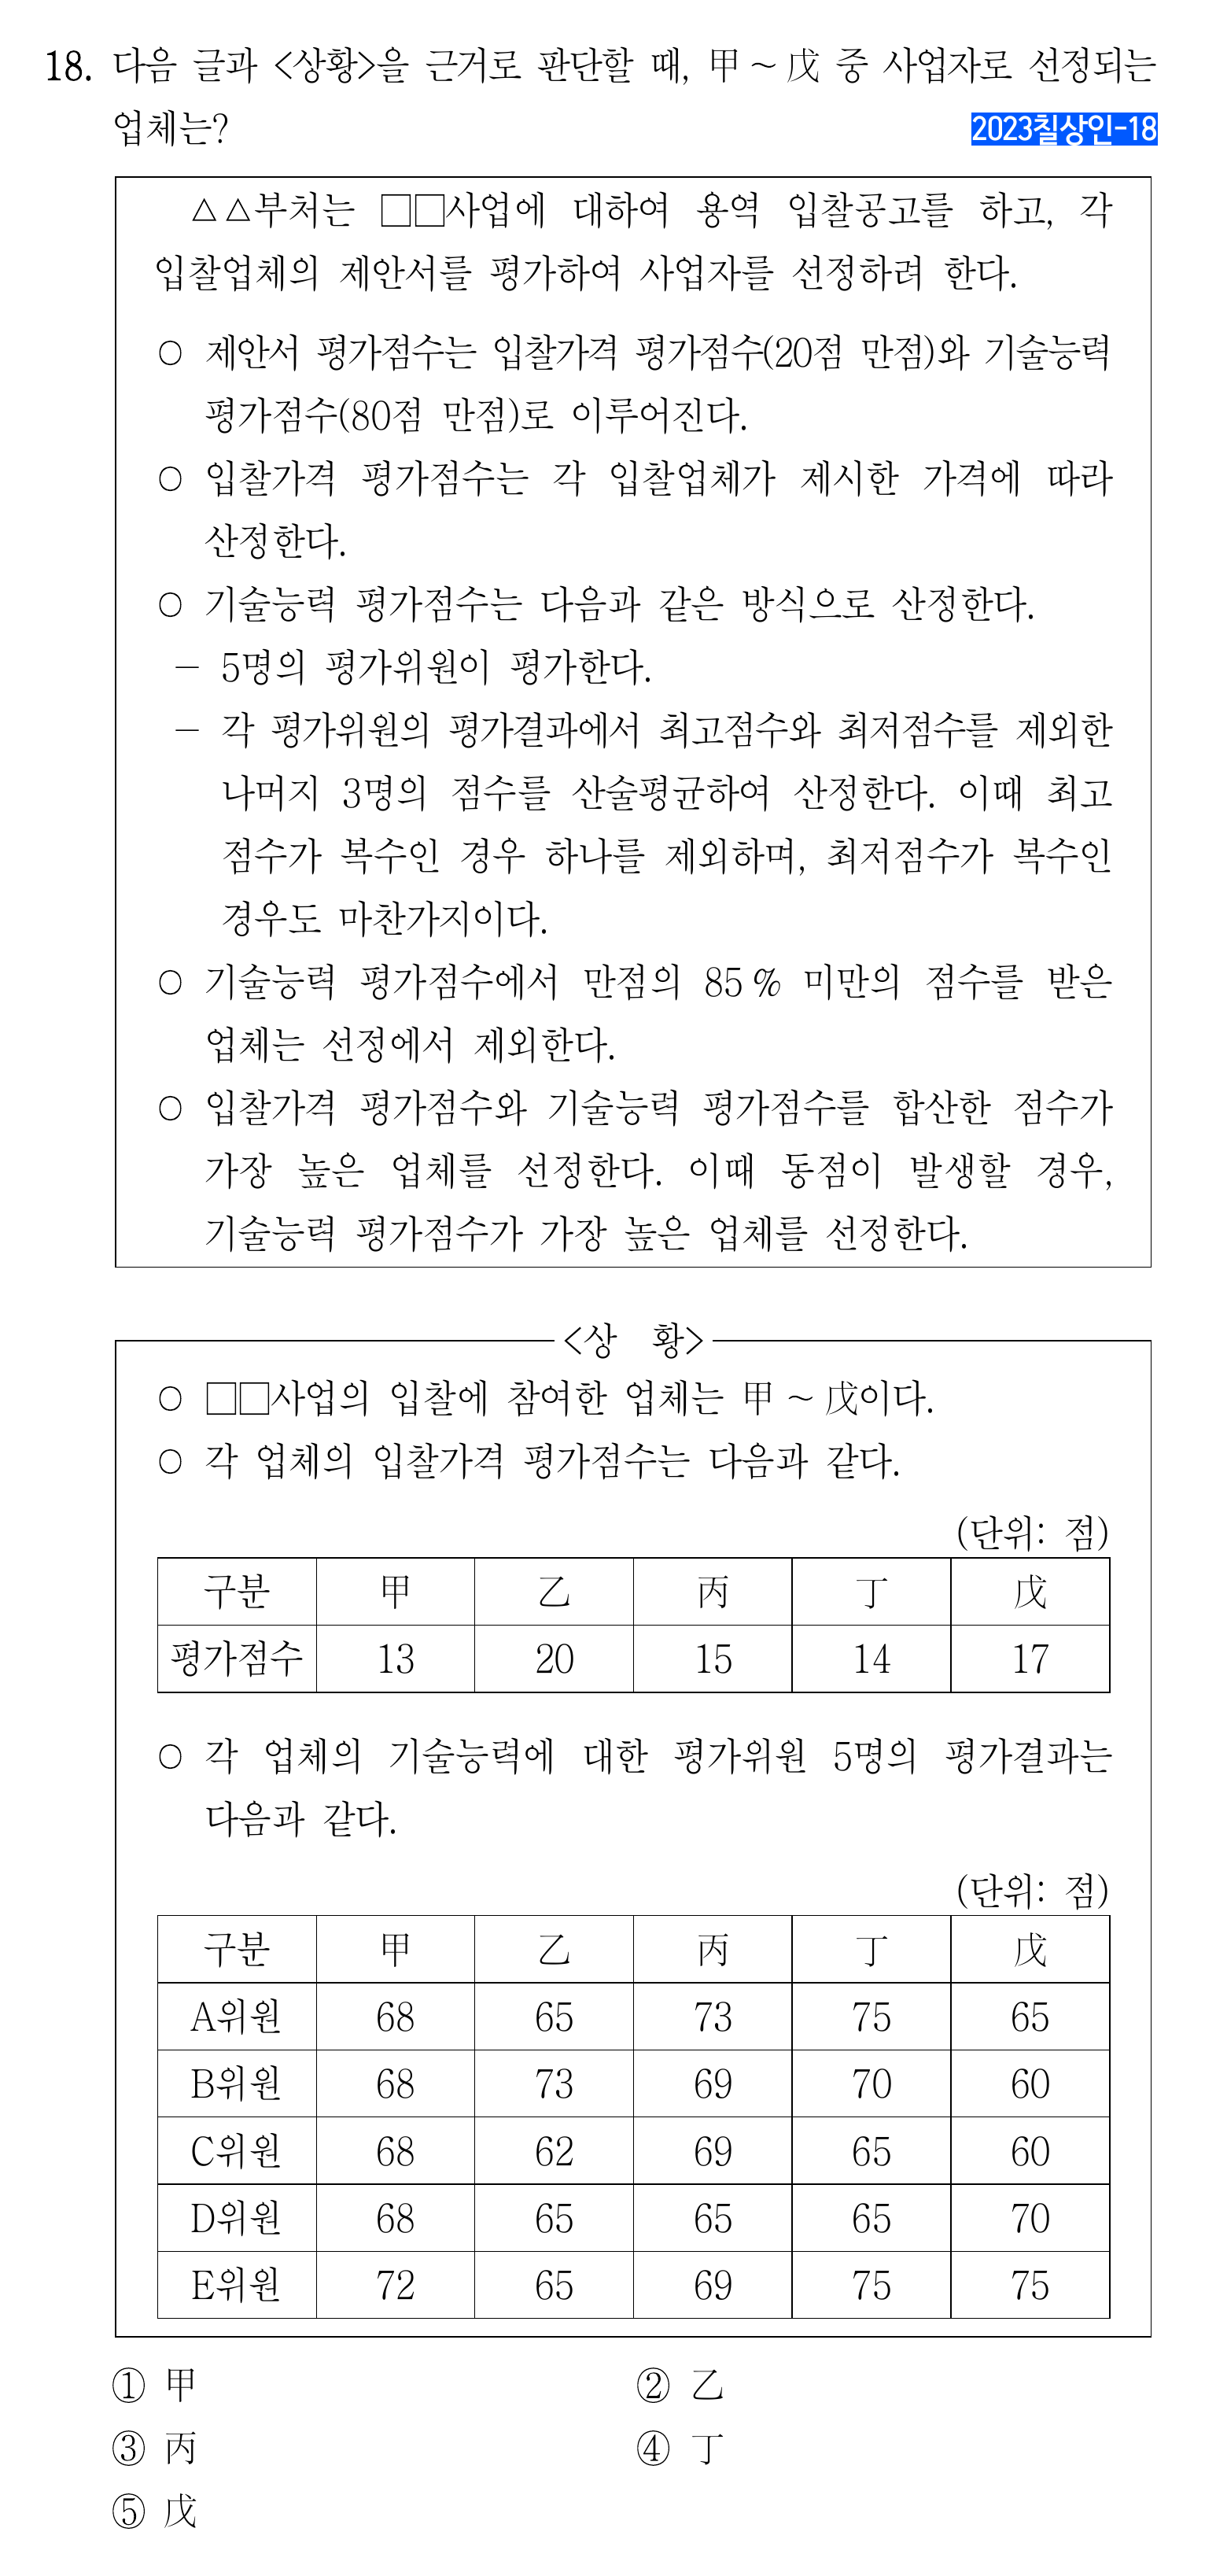 18. 다음 글과 <상황>을 근거로 판단할 때, 甲 ~ 戊 중 사업자로 선정되는
업체는?
2023칠상인-18
△△부처는 □□사업에 대하여 용역 입찰공고를 하고, 각
입찰업체의 제안서를 평가하여 사업자를 선정하려 한다.
○ 제안서 평가점수는 입찰가격 평가점수(20점 만점)와 기술능력
평가점수(80점 만점)로 이루어진다.
○ 입찰가격 평가점수는 각 입찰업체가 제시한 가격에 따라
산정한다.
○ 기술능력 평가점수는 다음과 같은 방식으로 산정한다.
－ 5명의 평가위원이 평가한다.
－ 각 평가위원의 평가결과에서 최고점수와 최저점수를 제외한
나머지 3명의 점수를 산술평균하여 산정한다. 이때 최고
점수가 복수인 경우 하나를 제외하며, 최저점수가 복수인
경우도 마찬가지이다.
○ 기술능력 평가점수에서 만점의 85 % 미만의 점수를 받은
업체는 선정에서 제외한다.
○ 입찰가격 평가점수와 기술능력 평가점수를 합산한 점수가
가장 높은 업체를 선정한다. 이때 동점이 발생할 경우,
기술능력 평가점수가 가장 높은 업체를 선정한다.
<상 황>
○ □□사업의 입찰에 참여한 업체는 甲 ~ 戊이다.
○ 각 업체의 입찰가격 평가점수는 다음과 같다.
(단위: 점)
구분 甲 乙 丙 丁 戊
평가점수 13 20 15 14 17
○ 각 업체의 기술능력에 대한 평가위원 5명의 평가결과는
다음과 같다.
(단위: 점)
구분 甲 乙 丙 丁 戊
A위원 68 65 73 75 65
B위원 68 73 69 70 60
C위원 68 62 69 65 60
D위원 68 65 65 65 70
E위원 72 65 69 75 75
① 甲 ② 乙
③ 丙 ④ 丁
⑤ 戊